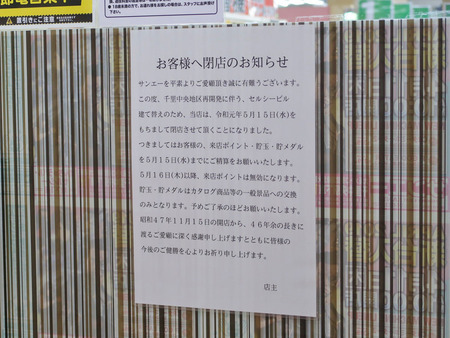 置引きにご注意
お客様へ閉店のお知らせ
サンエーを平素よりご愛顧頂き誠に有難うございます。
この度、千里中央地区再開発に伴う、セルシービル
建て替えのため、当店は、令和元年５月１５日(水)を
もちまして閉店させて頂くことになりました。
つきましてはお客様の、来店ポイント・貯玉・貯メダル
を５月１５日(水)までにご精算をお願いいたします。
５月１６日(木)以降、来店ポイントは無効になります。
貯玉・貯メダルはカタログ商品等の一般景品への交換
のみとなります。予めご了承のほどお願いいたします。
昭和４７年１１月１５日の開店から、４６年余の長きに
渡るご愛顧に深く感謝申し上げますとともに皆様の
今後のご健勝を心よりお祈り申し上げます。
店主